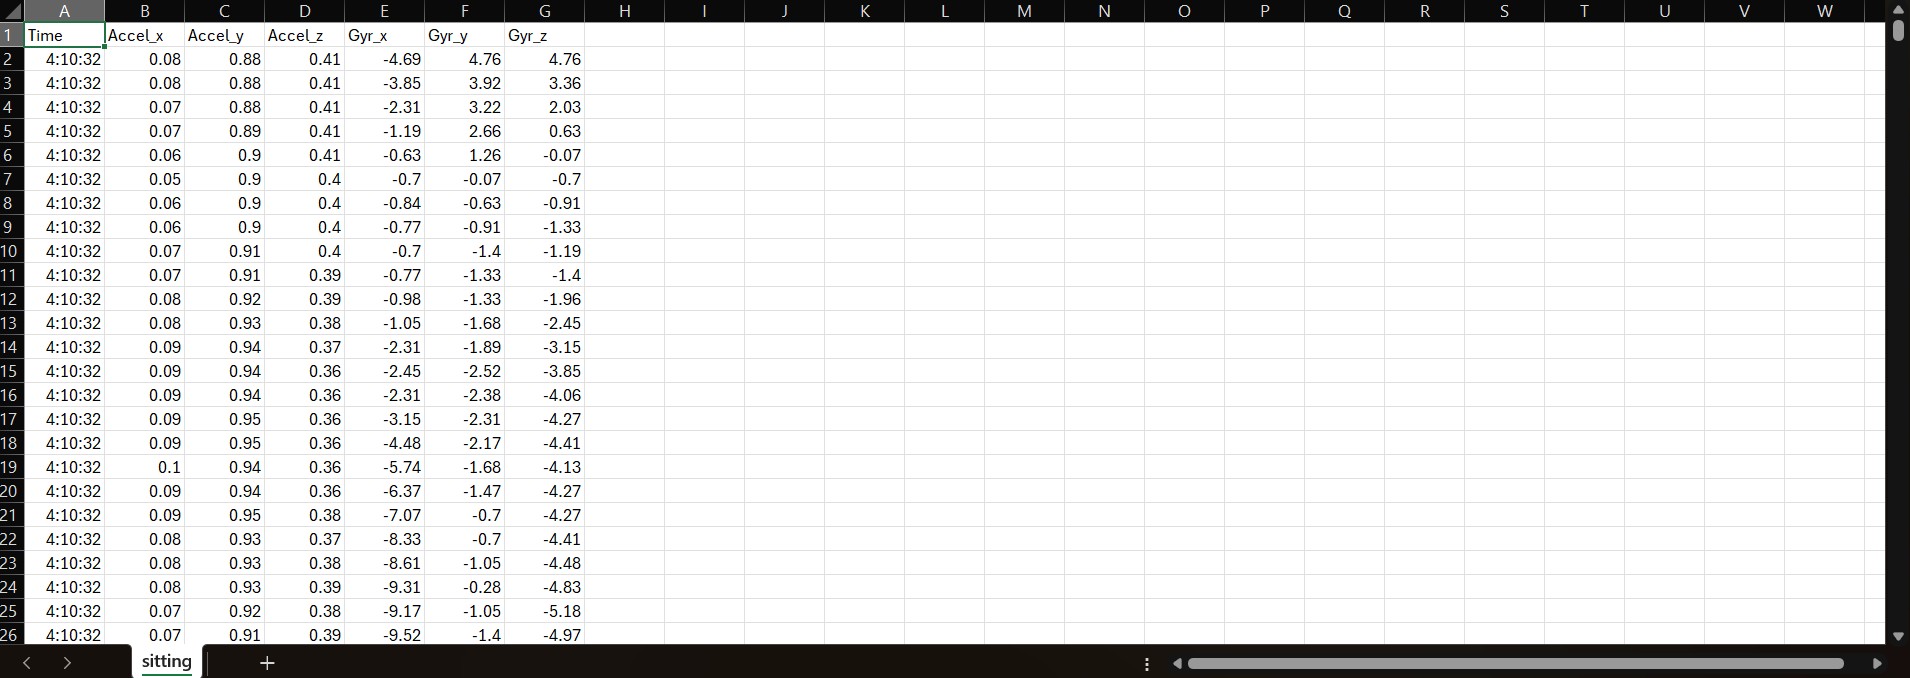 A B C D E F G H I J K L M N O P Q R S T U V W
1 Time Accel_x Accel_y Accel_z Gyr_x Gyr_y Gyr_z
2 4:10:32 0.08 0.88 0.41 -4.69 4.76 4.76
3 4:10:32 0.08 0.88 0.41 -3.85 3.92 3.36
4 4:10:32 0.07 0.88 0.41 -2.31 3.22 2.03
5 4:10:32 0.07 0.89 0.41 -1.19 2.66 0.63
6 4:10:32 0.06 0.9 0.41 -0.63 1.26 -0.07
7 4:10:32 0.05 0.9 0.4 -0.7 -0.07 -0.7
8 4:10:32 0.06 0.9 0.4 -0.84 -0.63 -0.91
9 4:10:32 0.06 0.9 0.4 -0.77 -0.91 -1.33
10 4:10:32 0.07 0.91 0.4 -0.7 -1.4 -1.19
11 4:10:32 0.07 0.91 0.39 -0.77 -1.33 -1.4
12 4:10:32 0.08 0.92 0.39 -0.98 -1.33 -1.96
13 4:10:32 0.08 0.93 0.38 -1.05 -1.68 -2.45
14 4:10:32 0.09 0.94 0.37 -2.31 -1.89 -3.15
15 4:10:32 0.09 0.94 0.36 -2.45 -2.52 -3.85
16 4:10:32 0.09 0.94 0.36 -2.31 -2.38 -4.06
17 4:10:32 0.09 0.95 0.36 -3.15 -2.31 -4.27
18 4:10:32 0.09 0.95 0.36 -4.48 -2.17 -4.41
19 4:10:32 0.1 0.94 0.36 -5.74 -1.68 -4.13
20 4:10:32 0.09 0.94 0.36 -6.37 -1.47 -4.27
21 4:10:32 0.09 0.95 0.38 -7.07 -0.7 -4.27
22 4:10:32 0.08 0.93 0.37 -8.33 -0.7 -4.41
23 4:10:32 0.08 0.93 0.38 -8.61 -1.05 -4.48
24 4:10:32 0.08 0.93 0.39 -9.31 -0.28 -4.83
25 4:10:32 0.07 0.92 0.38 -9.17 -1.05 -5.18
26 4:10:32 0.07 0.91 0.39 -9.52 -1.4 -4.97
sitting